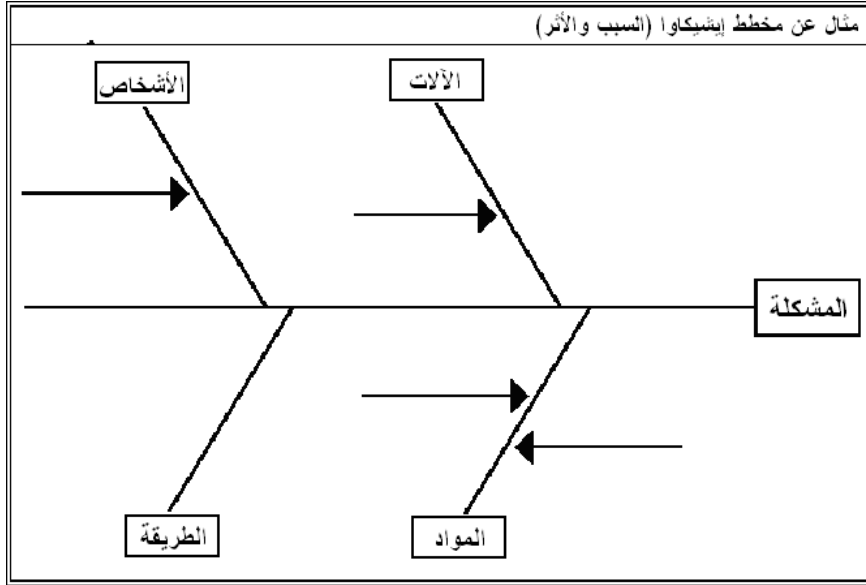 مثال عن مخطط إيشيكاوا (السبب والأثر)
الآلات
الأشخاص
المشكلة
المواد
الطريقة